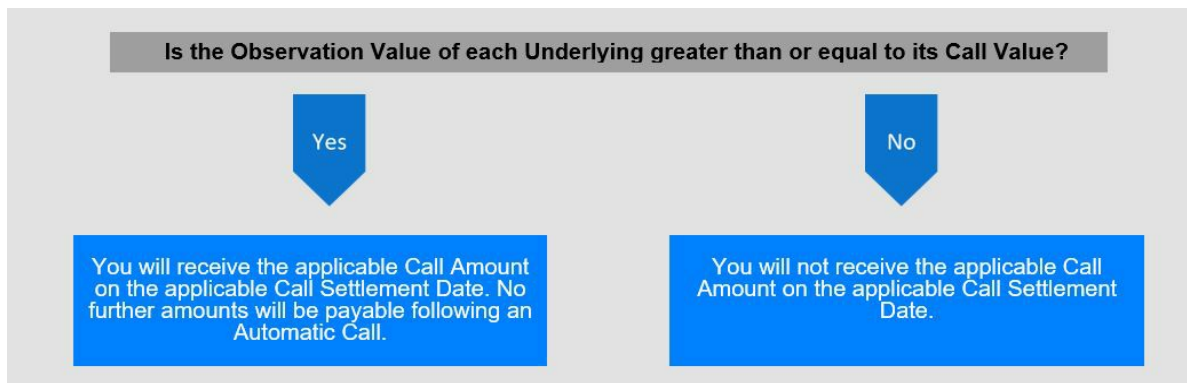 Is the Observation Value of each Underlying greater than or equal to its Call Value?
Yes
No
You will receive the applicable Call Amount
on the applicable Call Settlement Date. No
further amounts will be payable following an
Automatic Call.
You will not receive the applicable Call
Amount on the applicable Call Settlement
Date.